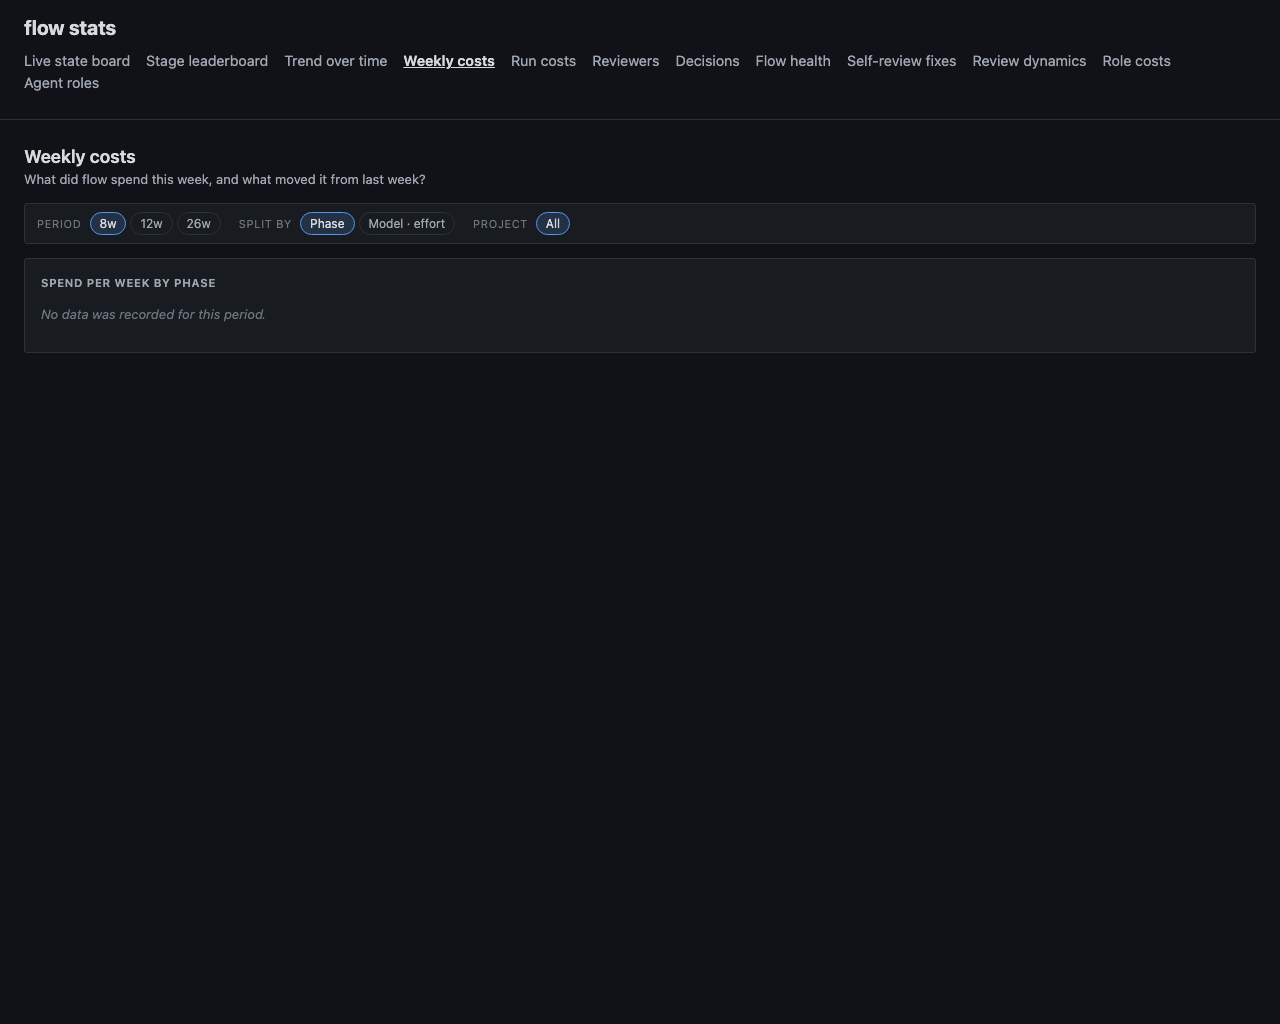 flow stats
Live state board Stage leaderboard Trend over time Weekly costs Run costs Reviewers Decisions Flow health Self-review fixes Review dynamics Role costs
Agent roles
Weekly costs
What did flow spend this week, and what moved it from last week?
PERIOD 8w 12w 26w SPLIT BY Phase Model · effort PROJECT All
SPEND PER WEEK BY PHASE
No data was recorded for this period.